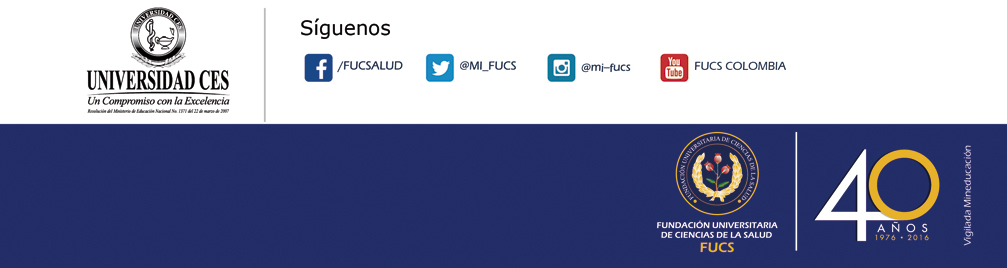 UNIVERSIDAD CES
UNIVERSIDAD CES
Un Compromiso con la Excelencia
Resolución del Ministerio de Educación Nacional No. 1371 del 22 de marzo de 2007
Síguenos
/FUCSALUD
@MI_FUCS
@mi–fucs
You Tube
FUCS COLOMBIA
FUNDACIÓN UNIVERSITARIA DE CIENCIAS DE LA SALUD
FUNDACIÓN UNIVERSITARIA
DE CIENCIAS DE LA SALUD
FUCS
40
AÑOS
1976 • 2016
Vigilada Mineducación